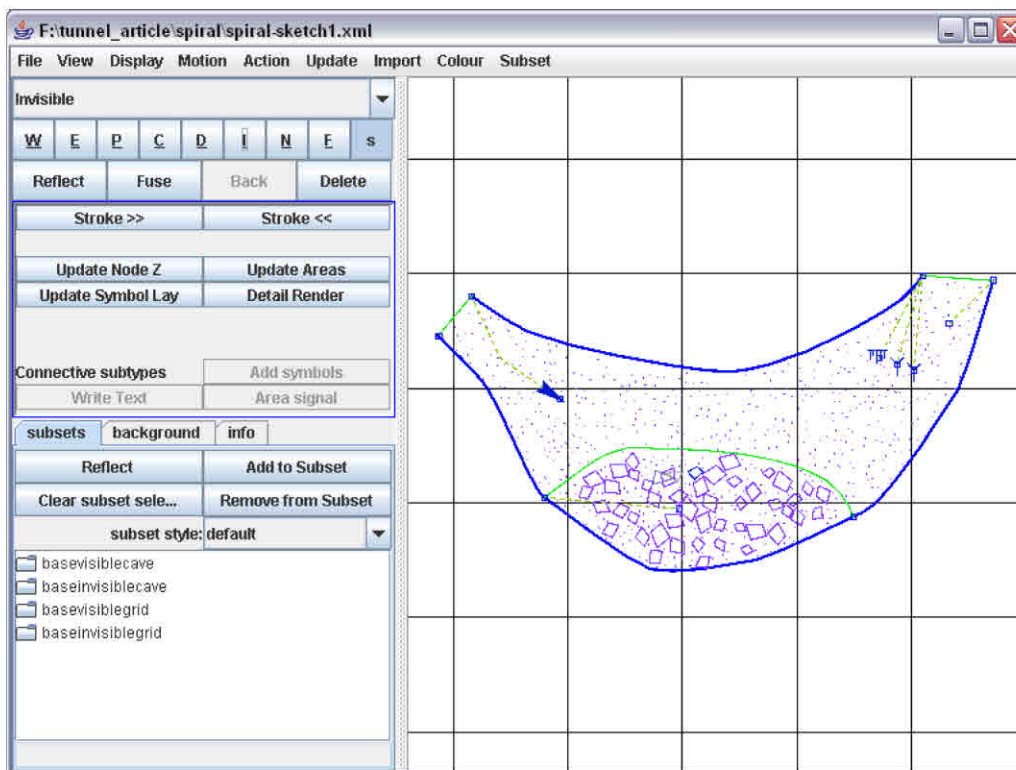 F:\tunnel_article\spiral\spiral-sketch1.xml
File View Display Motion Action Update Import Colour Subset
Invisible
W E P C D I N F s
Reflect Fuse Back Delete
Stroke >> Stroke <<
Update Node Z Update Areas
Update Symbol Lay Detail Render
Connective subtypes Add symbols
Write Text Area signal
subsets background info
Reflect Add to Subset
Clear subset sele... Remove from Subset
subset style: default
basevisiblecave
baseinvisiblecave
basevisiblegrid
baseinvisiblegrid